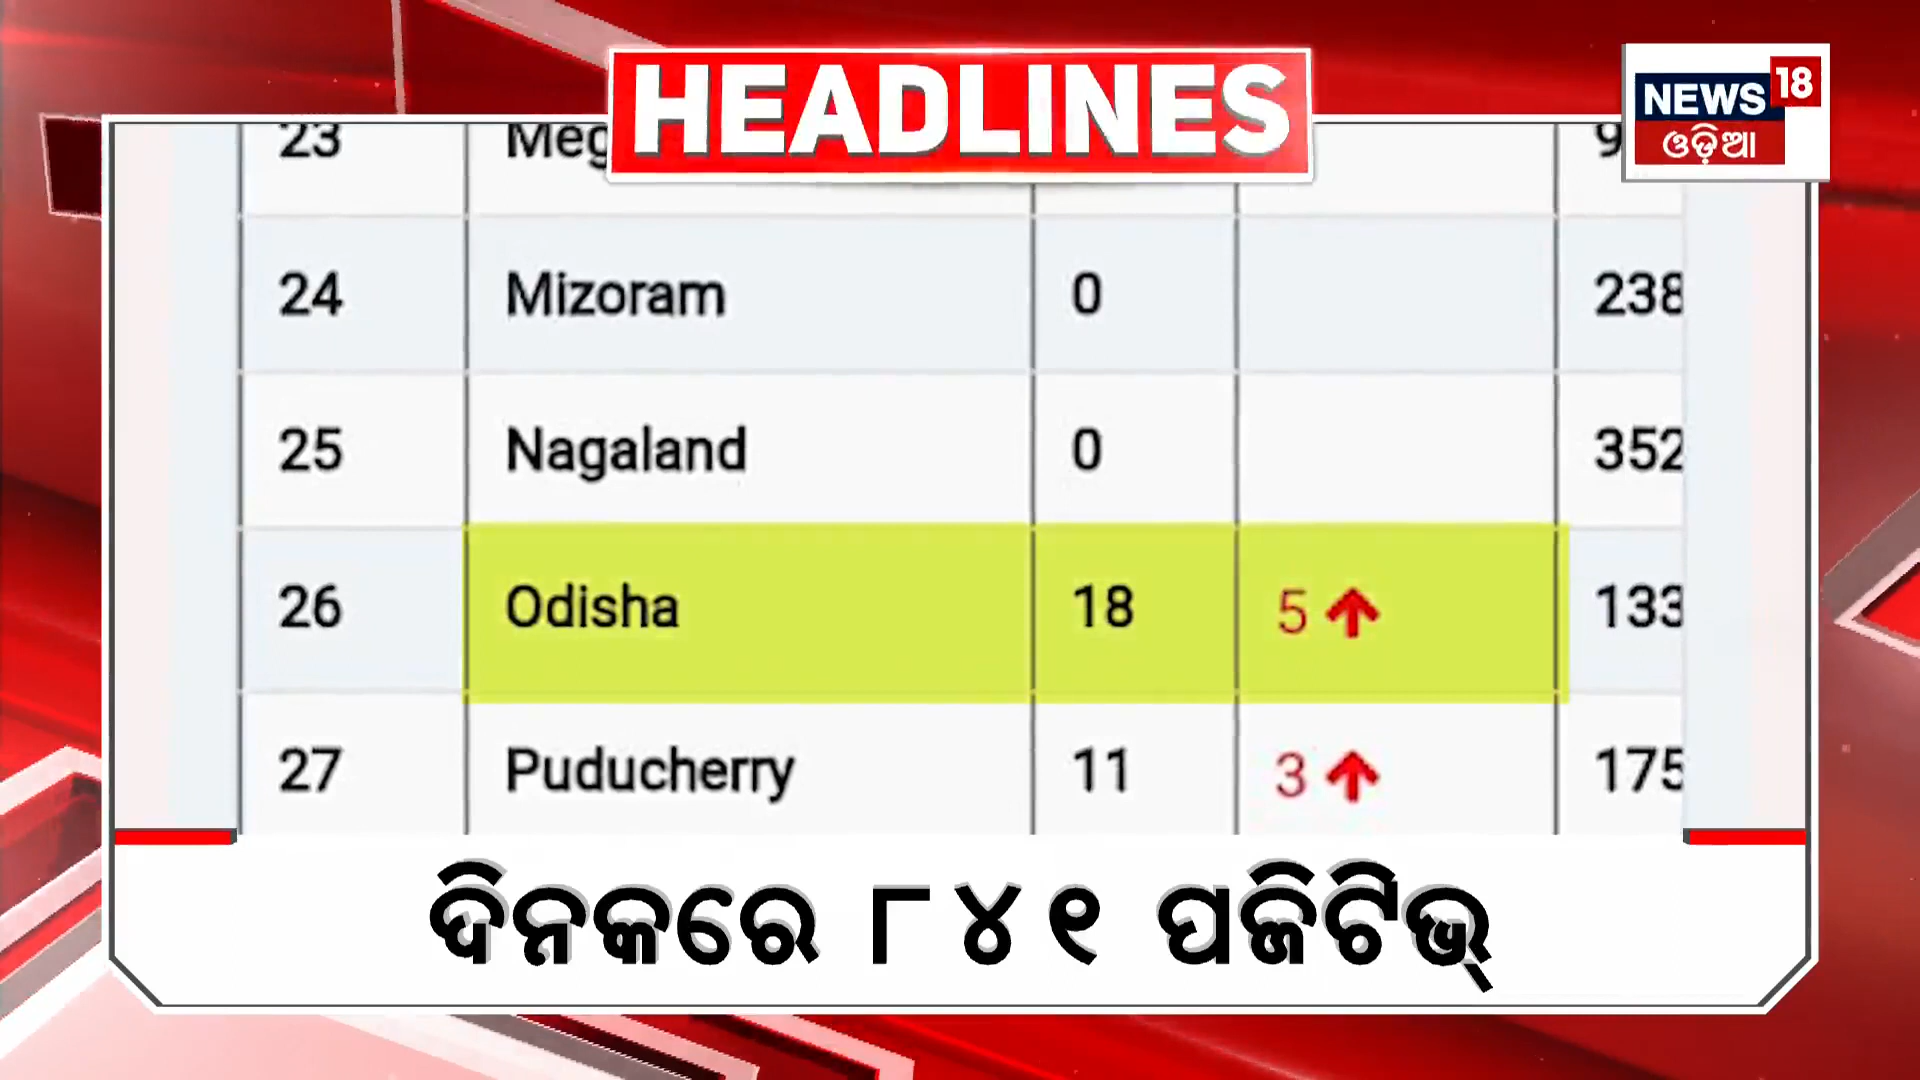 HEADLINES
NEWS 18
ଓଡ଼ିଆ
23
24 Mizoram 0 238
25 Nagaland 0 352
26 Odisha 18 5 ↑ 133
27 Puducherry 11 3 ↑ 175
ଦିନକରେ ୮୪୧ ପଜିଟିଭ୍